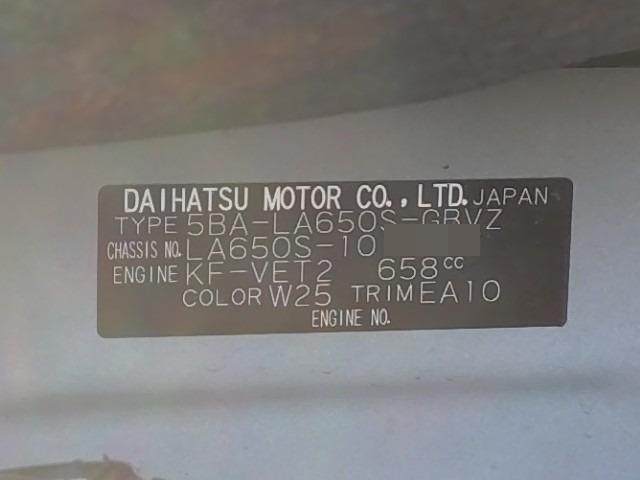 DAIHATSU MOTOR CO., LTD. JAPAN
TYPE 5BA-LA650S-GBVZ
CHASSIS NO. LA650S-10
ENGINE KF-VET2 658cc
COLOR W25 TRIM EA10
ENGINE NO.